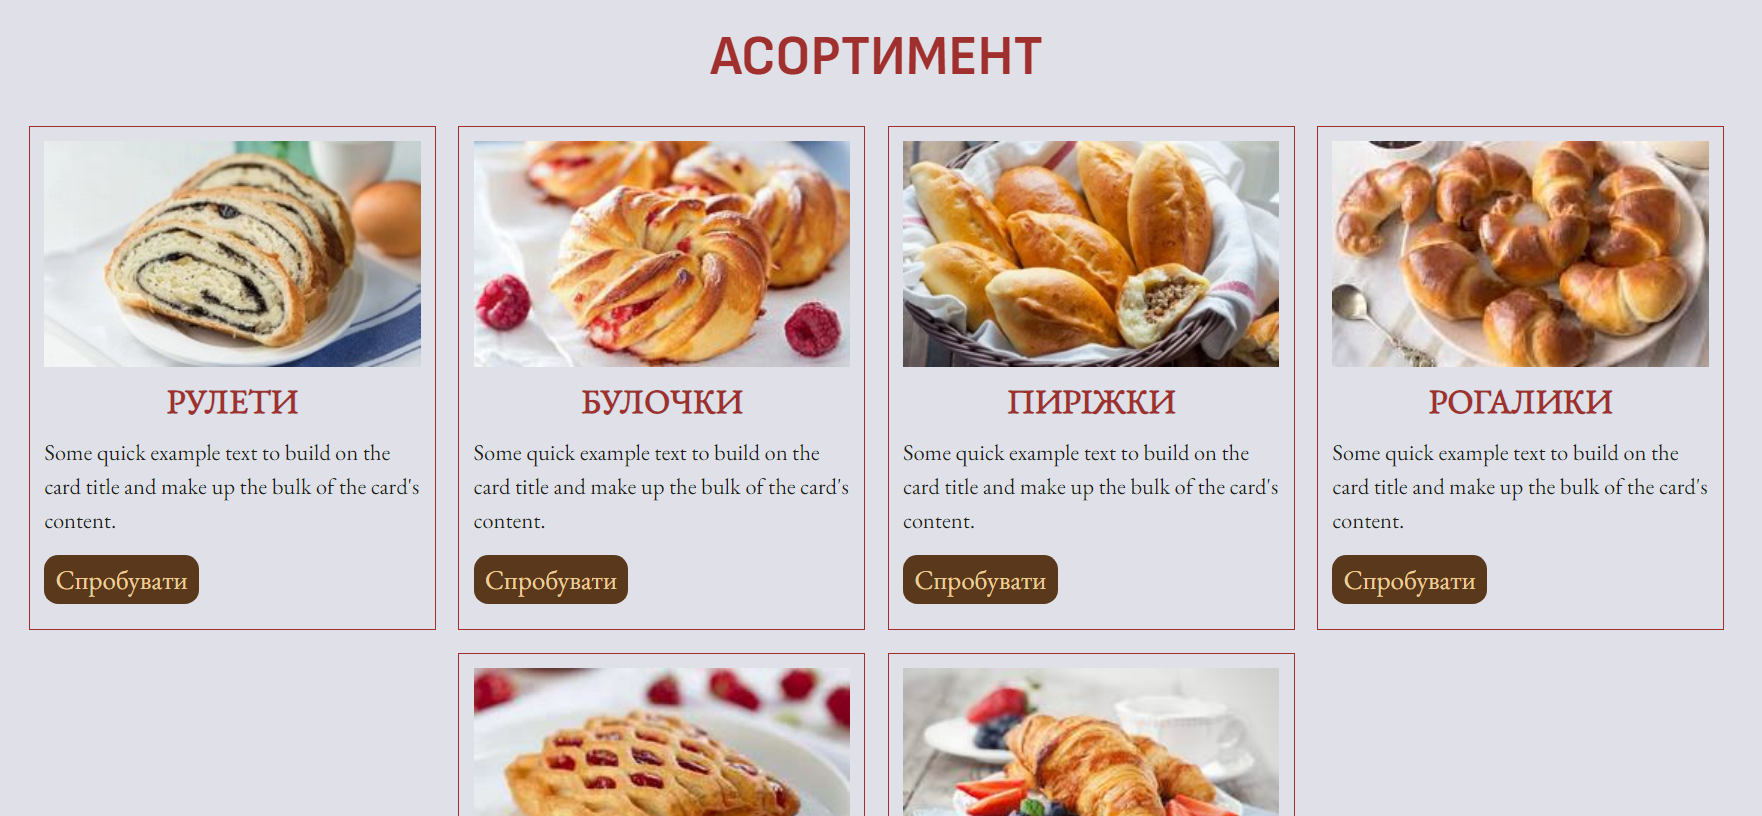 АСОРТИМЕНТ
РУЛЕТИ
Some quick example text to build on the
card title and make up the bulk of the card's
content.
Спробувати
БУЛОЧКИ
Some quick example text to build on the
card title and make up the bulk of the card's
content.
Спробувати
ПИРІЖКИ
Some quick example text to build on the
card title and make up the bulk of the card's
content.
Спробувати
РОГАЛИКИ
Some quick example text to build on the
card title and make up the bulk of the card's
content.
Спробувати